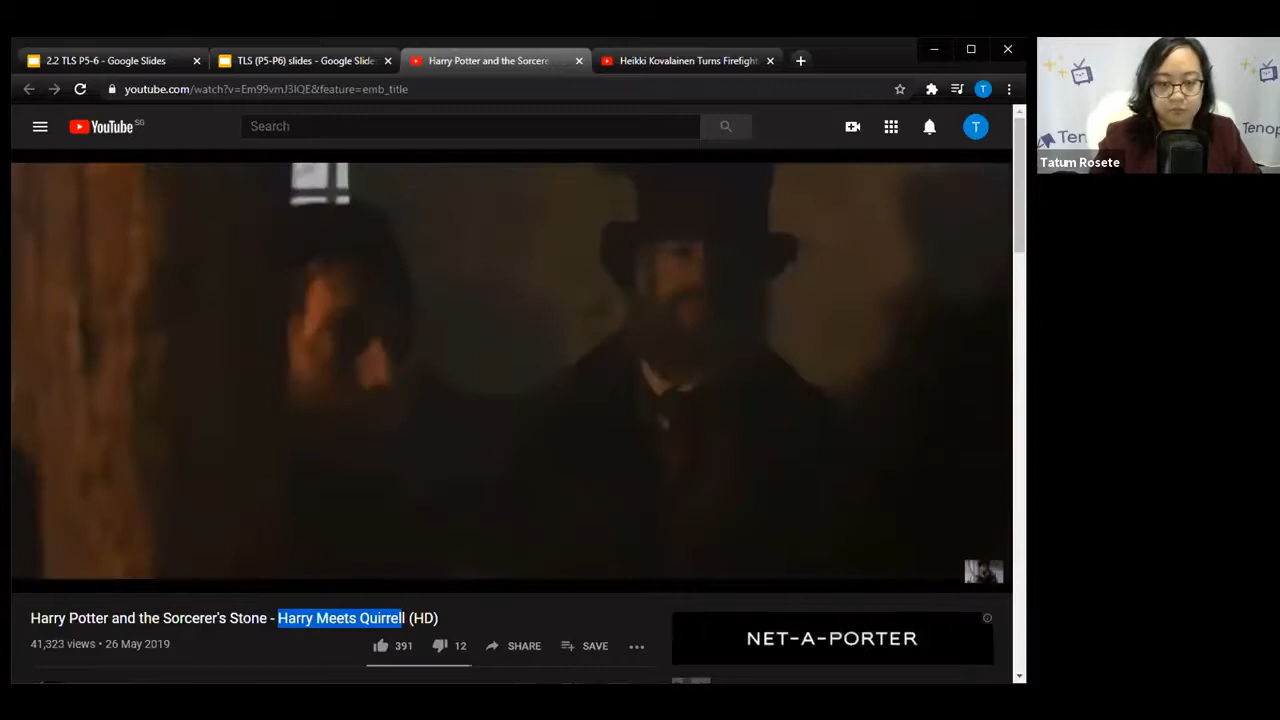 2.2 TLS P5-6 - Google Slides
TLS (P5-P6) slides - Google Slide
Harry Potter and the Sorcere
Heikki Kovalainen Turns Firefight
youtube.com/watch?v=Em99vmJ3lQE&feature=emb_title
T
YouTube SG
Search
T
Tenop
Tenopy
Tatum Rosete
Harry Potter and the Sorcerer's Stone - Harry Meets Quirrell (HD)
41,323 views • 26 May 2019
391
12
SHARE
SAVE
NET-A-PORTER